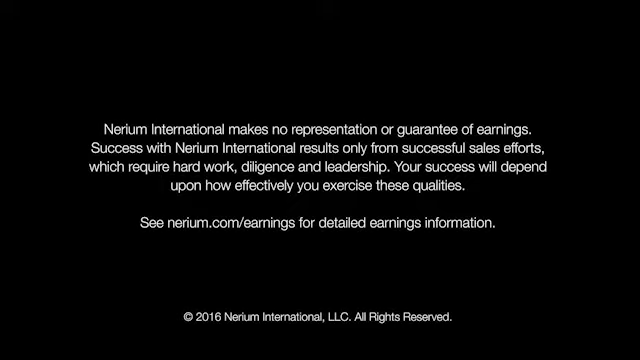 Nerium International makes no representation or guarantee of earnings.
Success with Nerium International results only from successful sales efforts,
which require hard work, diligence and leadership. Your success will depend
upon how effectively you exercise these qualities.
See nerium.com/earnings for detailed earnings information.
© 2016 Nerium International, LLC. All Rights Reserved.